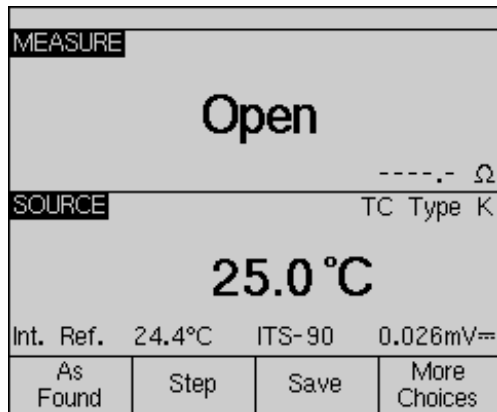 MEASURE
Open
----.- Ω
SOURCE
TC Type K
25.0 °C
Int. Ref. 24.4°C ITS-90 0.026mV⎓
As Found
Step
Save
More Choices